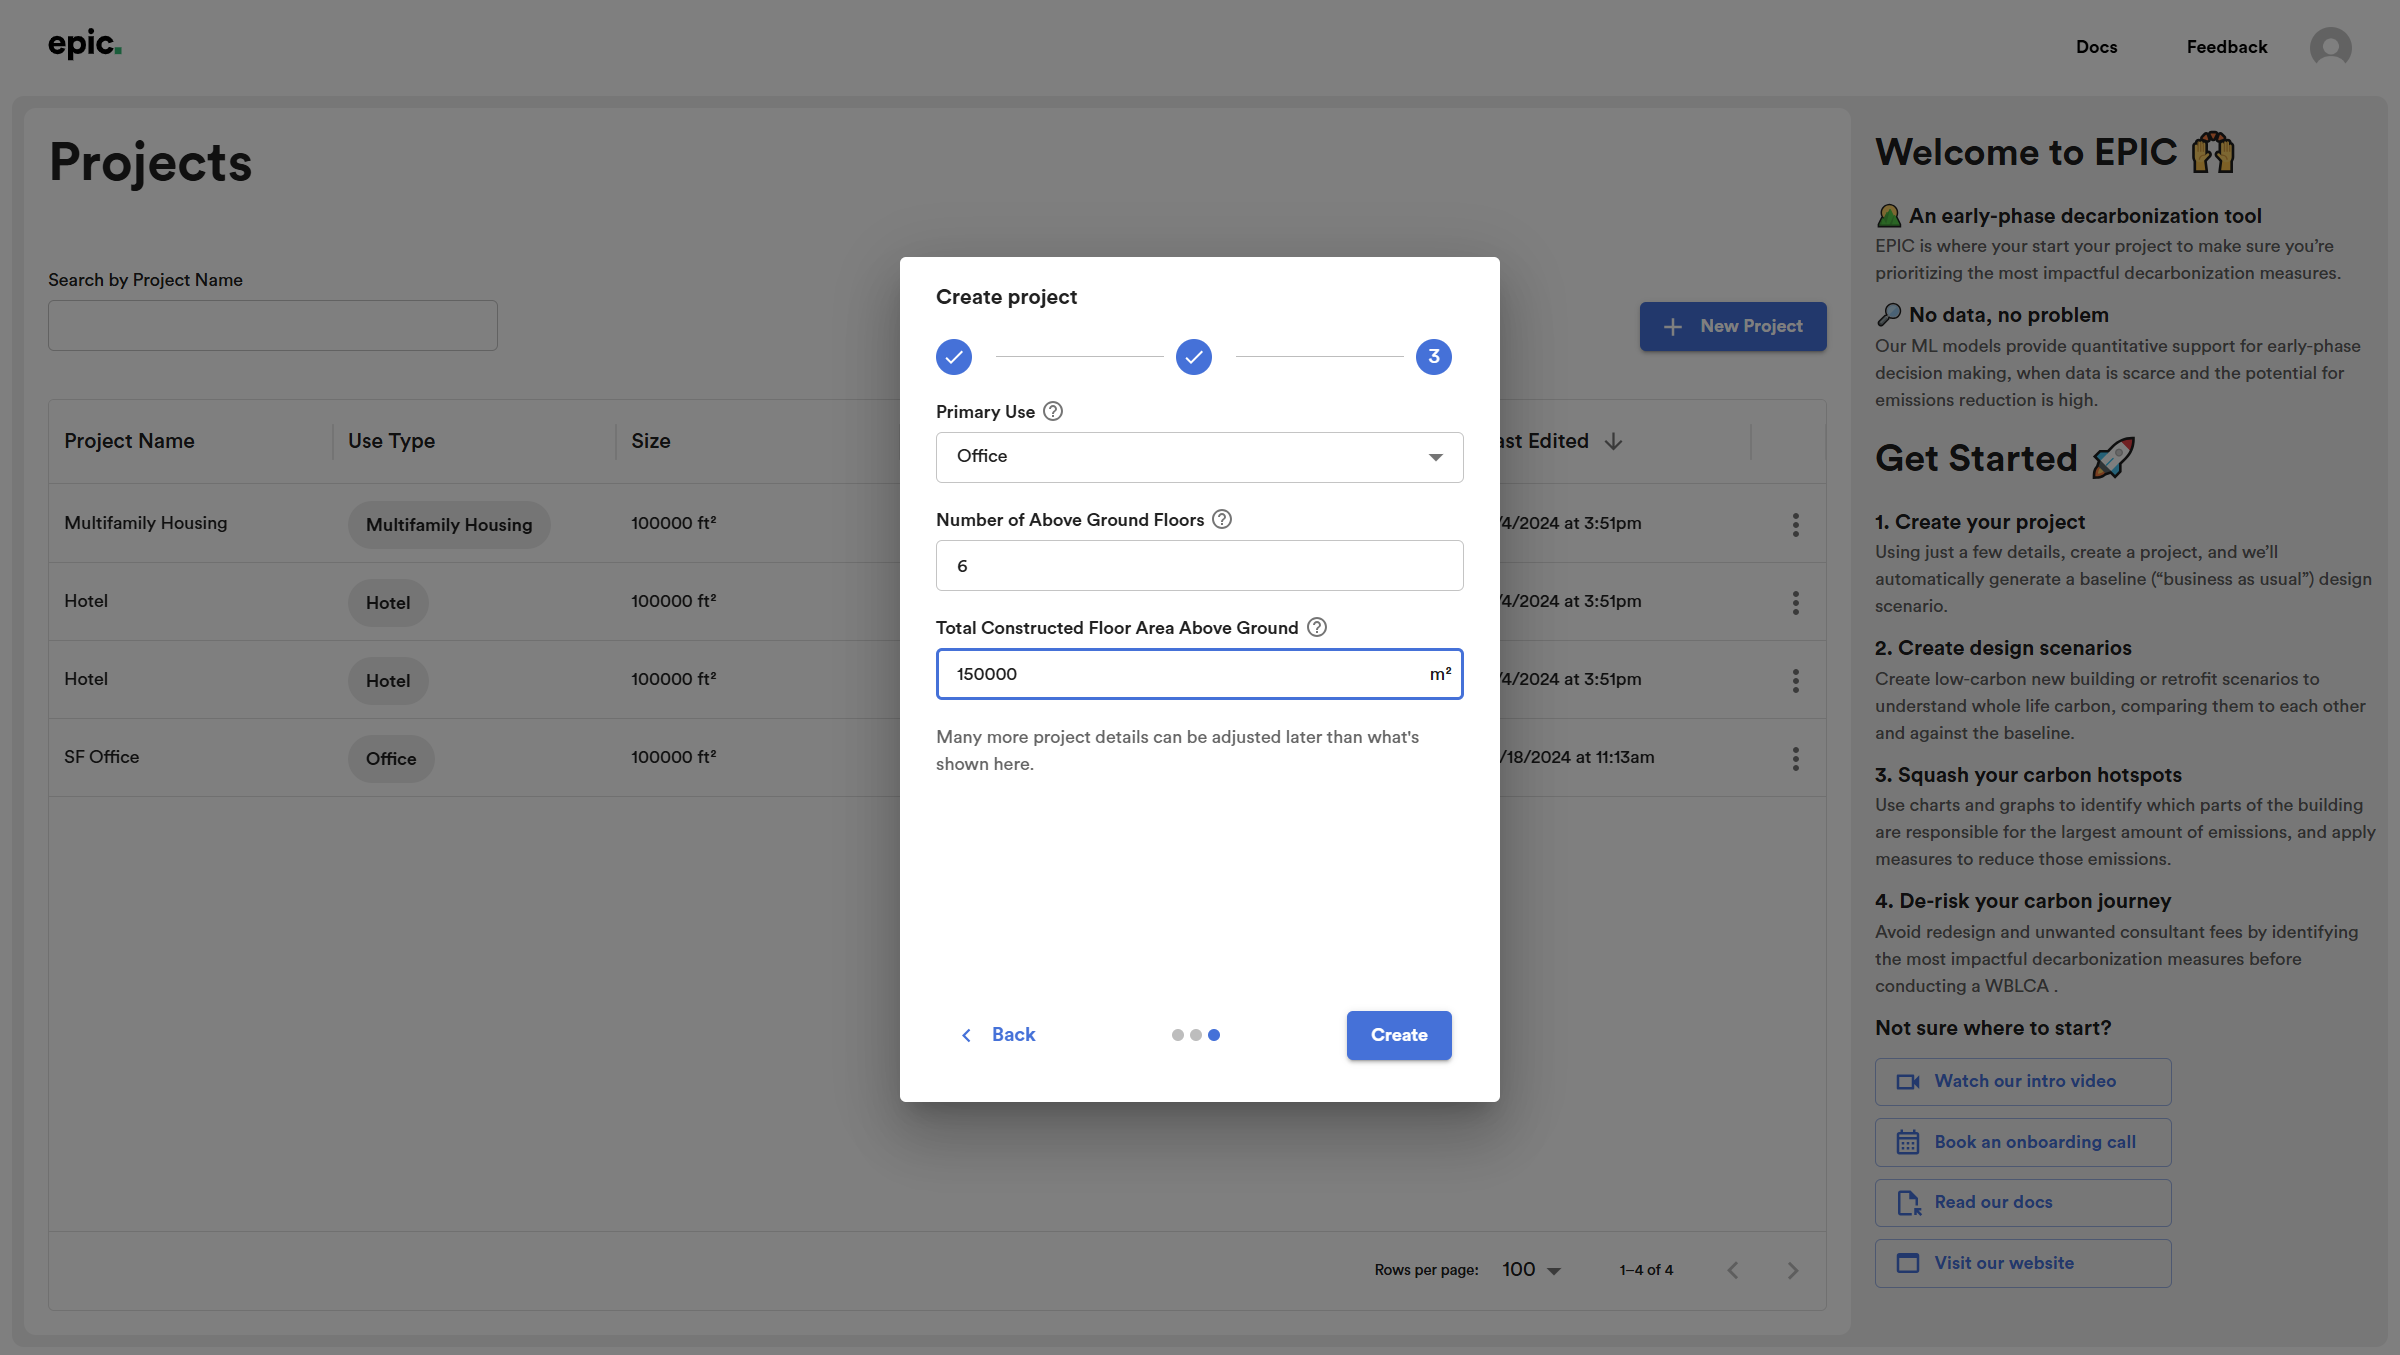 epic.
Docs
Feedback
Projects
Search by Project Name
New Project
Project Name
Use Type
Size
ast Edited
Multifamily Housing
Multifamily Housing
100000 ft²
/4/2024 at 3:51pm
Hotel
Hotel
100000 ft²
/4/2024 at 3:51pm
Hotel
Hotel
100000 ft²
/4/2024 at 3:51pm
SF Office
Office
100000 ft²
/18/2024 at 11:13am
Rows per page:
100
1–4 of 4
Create project
3
Primary Use
Office
Number of Above Ground Floors
6
Total Constructed Floor Area Above Ground
150000
m²
Many more project details can be adjusted later than what's
shown here.
Back
Create
Welcome to EPIC
An early-phase decarbonization tool
EPIC is where your start your project to make sure you’re
prioritizing the most impactful decarbonization measures.
No data, no problem
Our ML models provide quantitative support for early-phase
decision making, when data is scarce and the potential for
emissions reduction is high.
Get Started
1. Create your project
Using just a few details, create a project, and we’ll
automatically generate a baseline (“business as usual”) design
scenario.
2. Create design scenarios
Create low-carbon new building or retrofit scenarios to
understand whole life carbon, comparing them to each other
and against the baseline.
3. Squash your carbon hotspots
Use charts and graphs to identify which parts of the building
are responsible for the largest amount of emissions, and apply
measures to reduce those emissions.
4. De-risk your carbon journey
Avoid redesign and unwanted consultant fees by identifying
the most impactful decarbonization measures before
conducting a WBLCA .
Not sure where to start?
Watch our intro video
Book an onboarding call
Read our docs
Visit our website